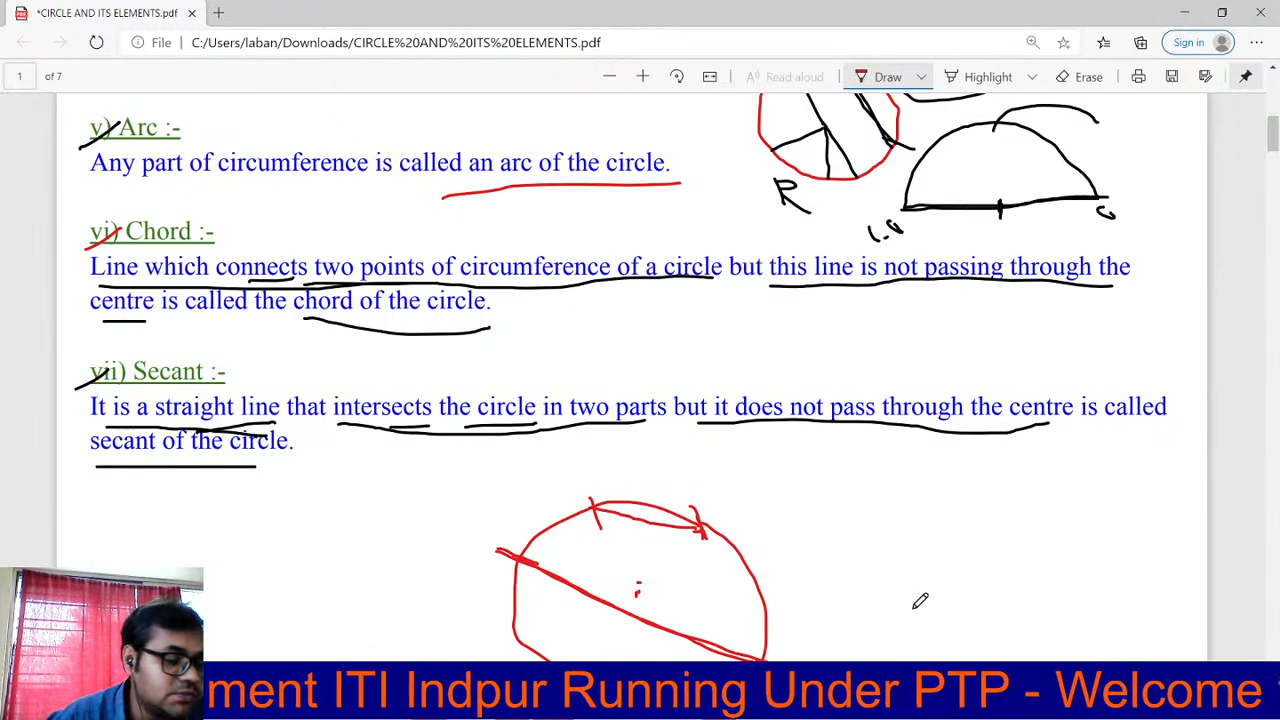 *CIRCLE AND ITS ELEMENTS.pdf
File C:/Users/laban/Downloads/CIRCLE%20AND%20ITS%20ELEMENTS.pdf
Sign in
1 of 7
Read aloud Draw Highlight Erase
v) Arc :-
Any part of circumference is called an arc of the circle.
R
vi) Chord :-
Line which connects two points of circumference of a circle but this line is not passing through the
centre is called the chord of the circle.
vii) Secant :-
It is a straight line that intersects the circle in two parts but it does not pass through the centre is called
secant of the circle.
ment ITI Indpur Running Under PTP - Welcome